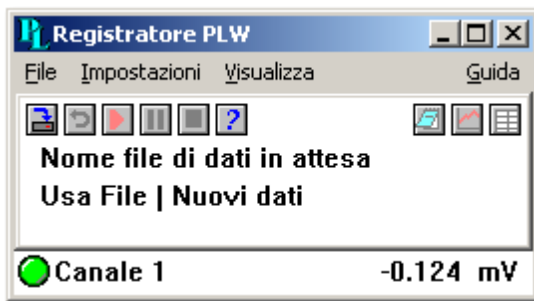 Registratore PLW
File Impostazioni Visualizza Guida
Nome file di dati in attesa
Usa File | Nuovi dati
Canale 1 -0.124 mV